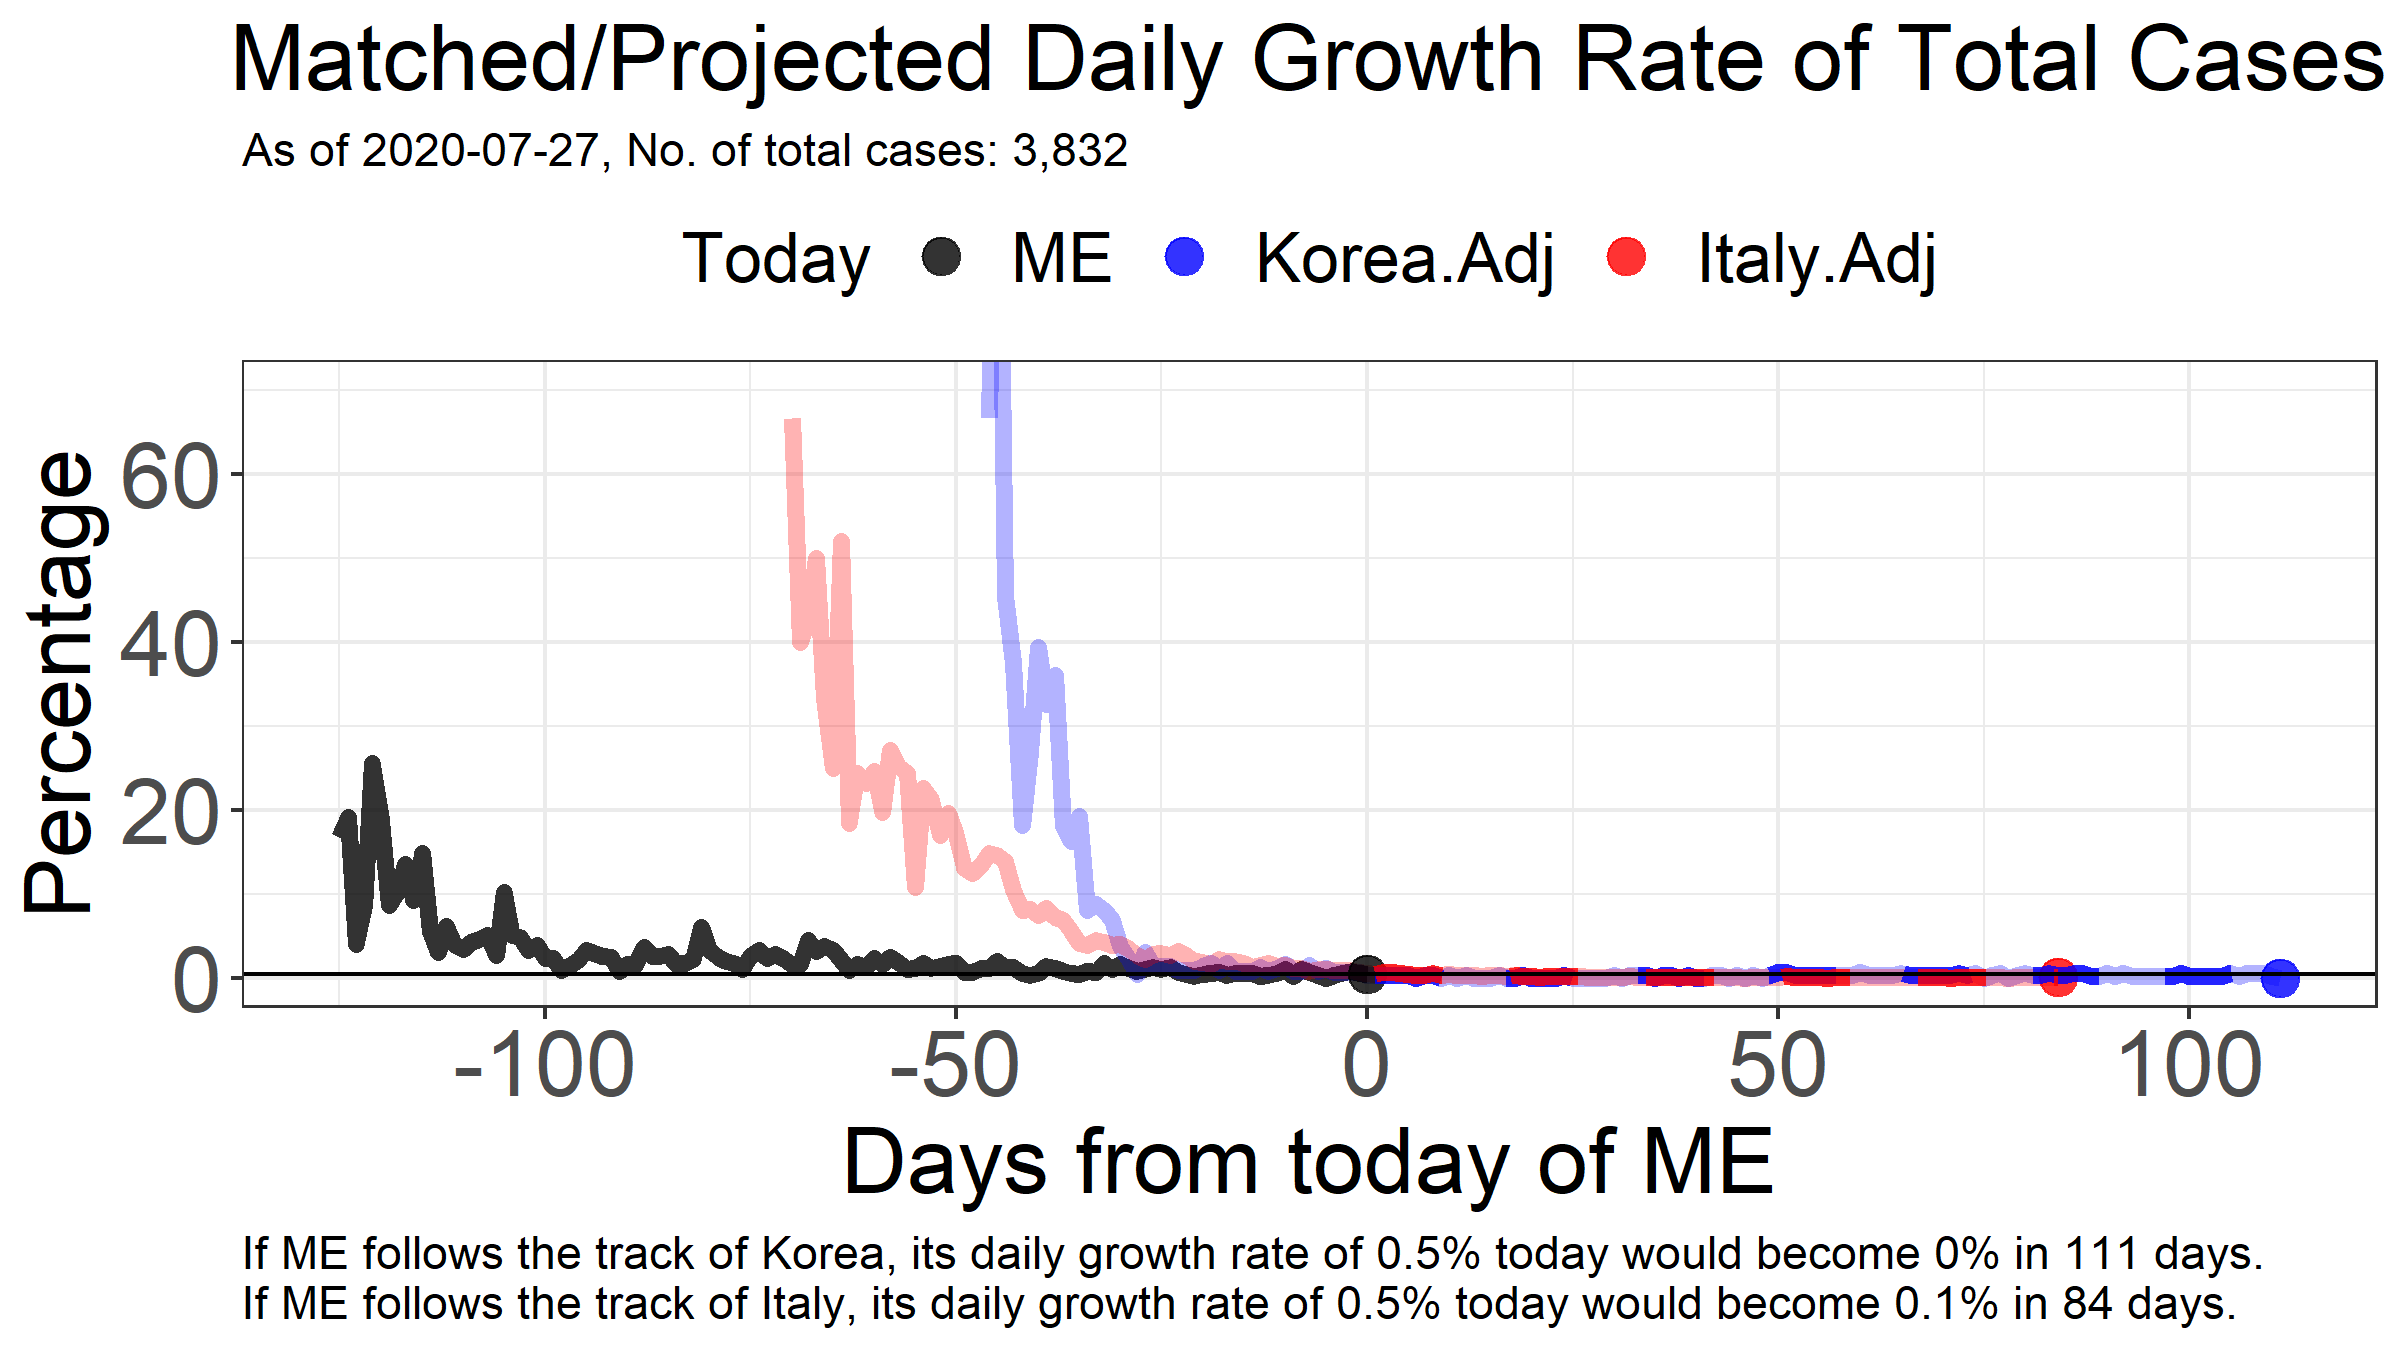 Matched/Projected Daily Growth Rate of Total Cases
As of 2020-07-27, No. of total cases: 3,832
Today ME Korea.Adj Italy.Adj
Percentage
60
40
20
0
-100 -50 0 50 100
Days from today of ME
If ME follows the track of Korea, its daily growth rate of 0.5% today would become 0% in 111 days.
If ME follows the track of Italy, its daily growth rate of 0.5% today would become 0.1% in 84 days.